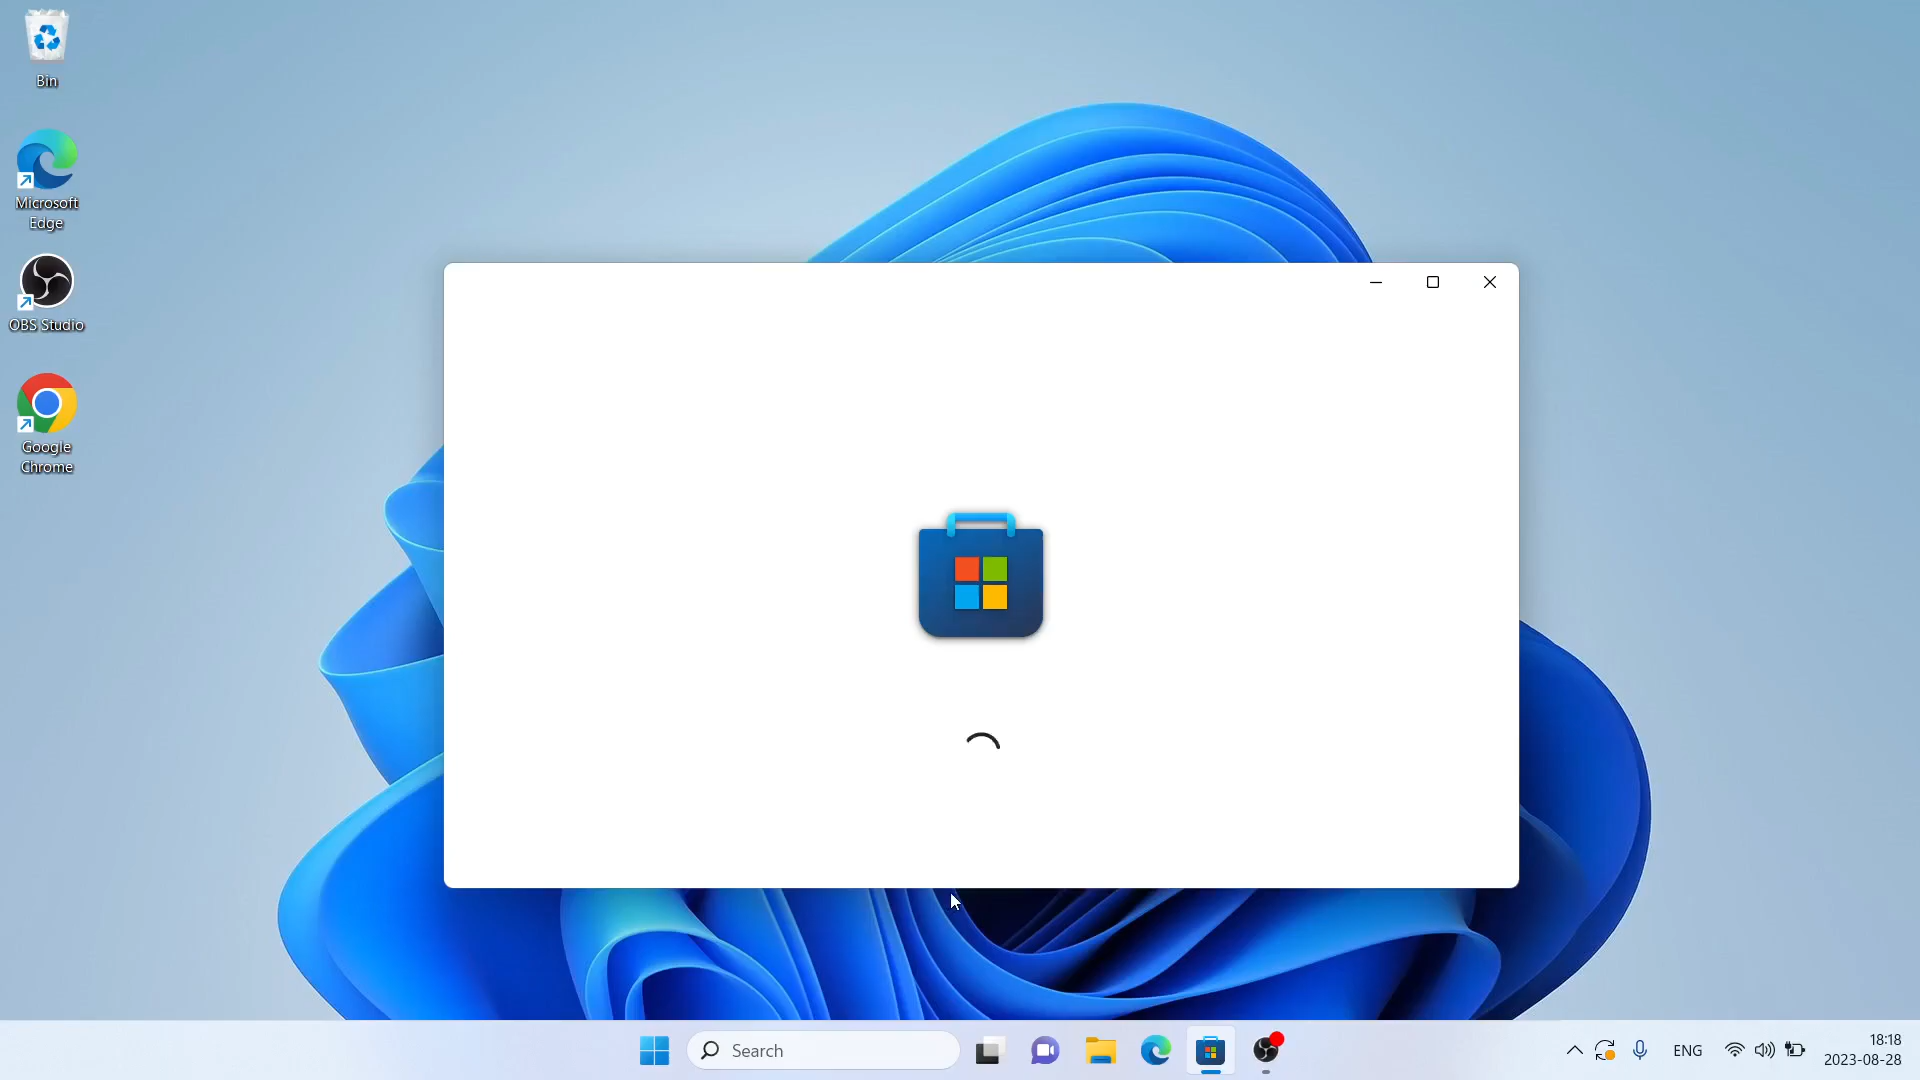 Bin
Microsoft
Edge
OBS Studio
Google
Chrome
Search
ENG
18:18
2023-08-28